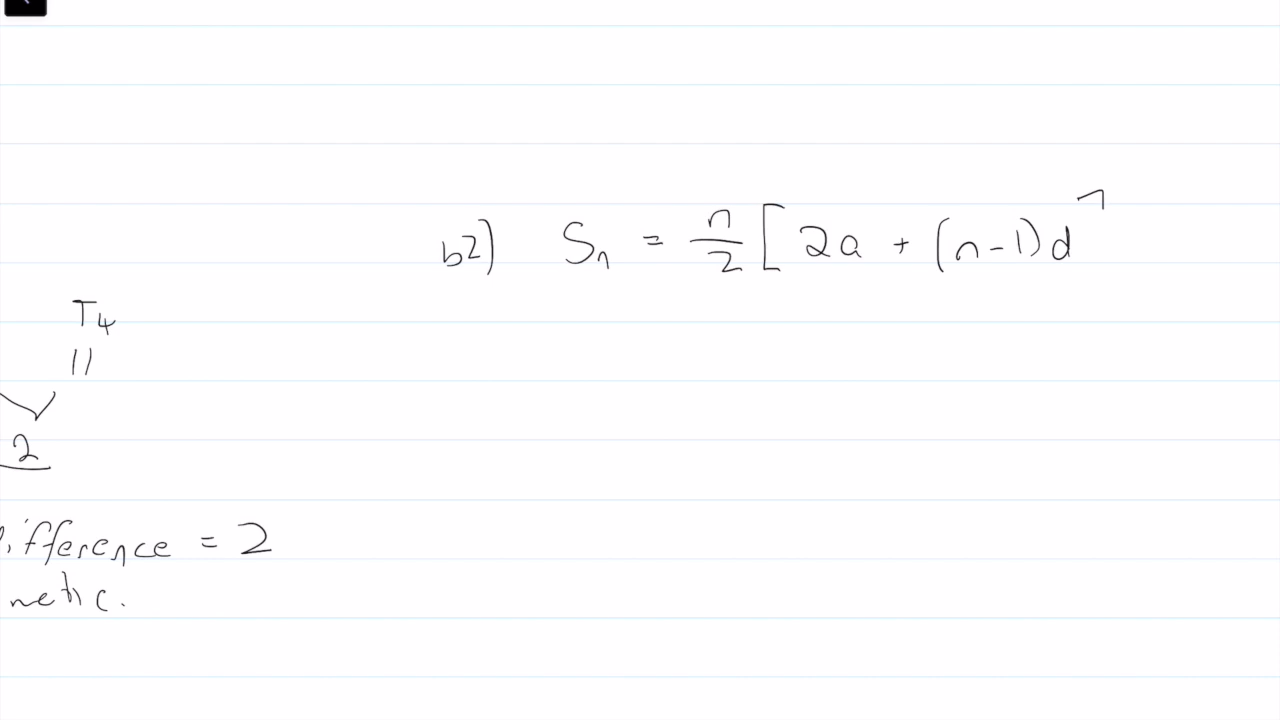 b2) Sₙ = n/2 [ 2a + (n-1)d
T₄
11
2
ifference = 2
netic.